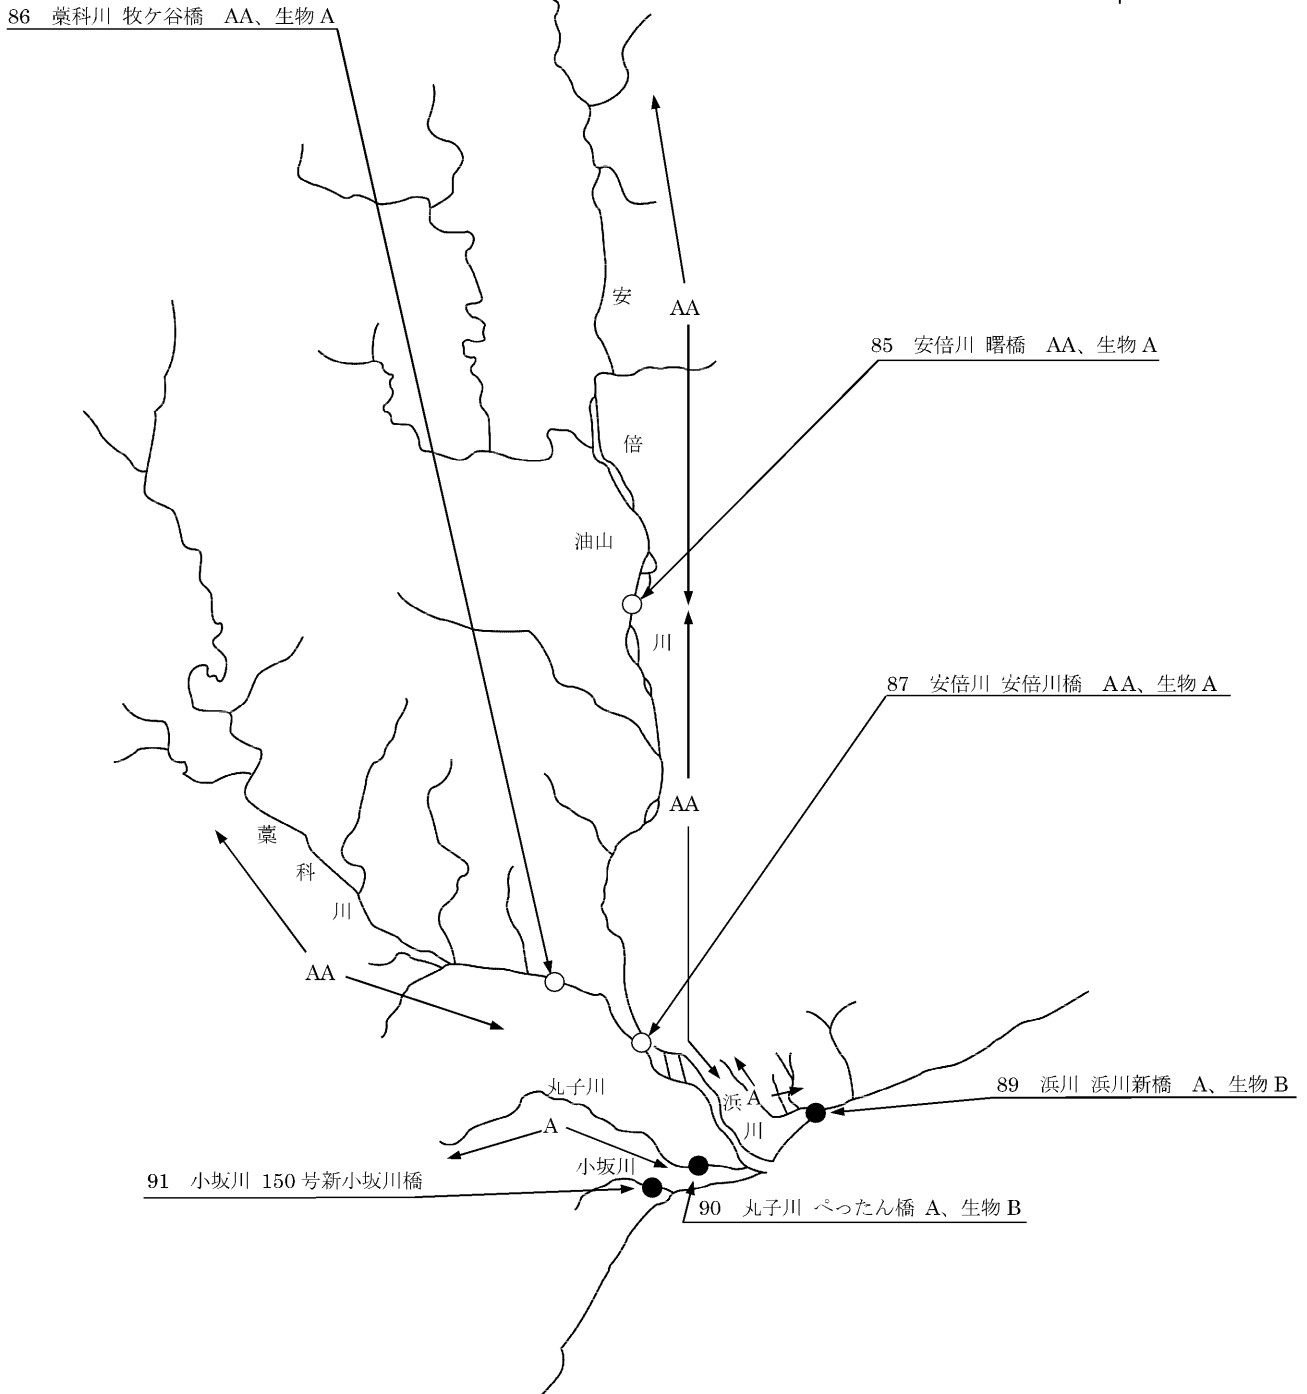 86　藁科川 牧ケ谷橋　AA、生物 A
安
AA
85　安倍川 曙橋　AA、生物 A
倍
油山
川
87　安倍川 安倍川橋　AA、生物 A
AA
藁
科
川
AA
丸子川
89　浜川 浜川新橋　A、生物 B
浜
A
川
A
小坂川
91　小坂川 150 号新小坂川橋
90　丸子川 ぺったん橋 A、生物 B